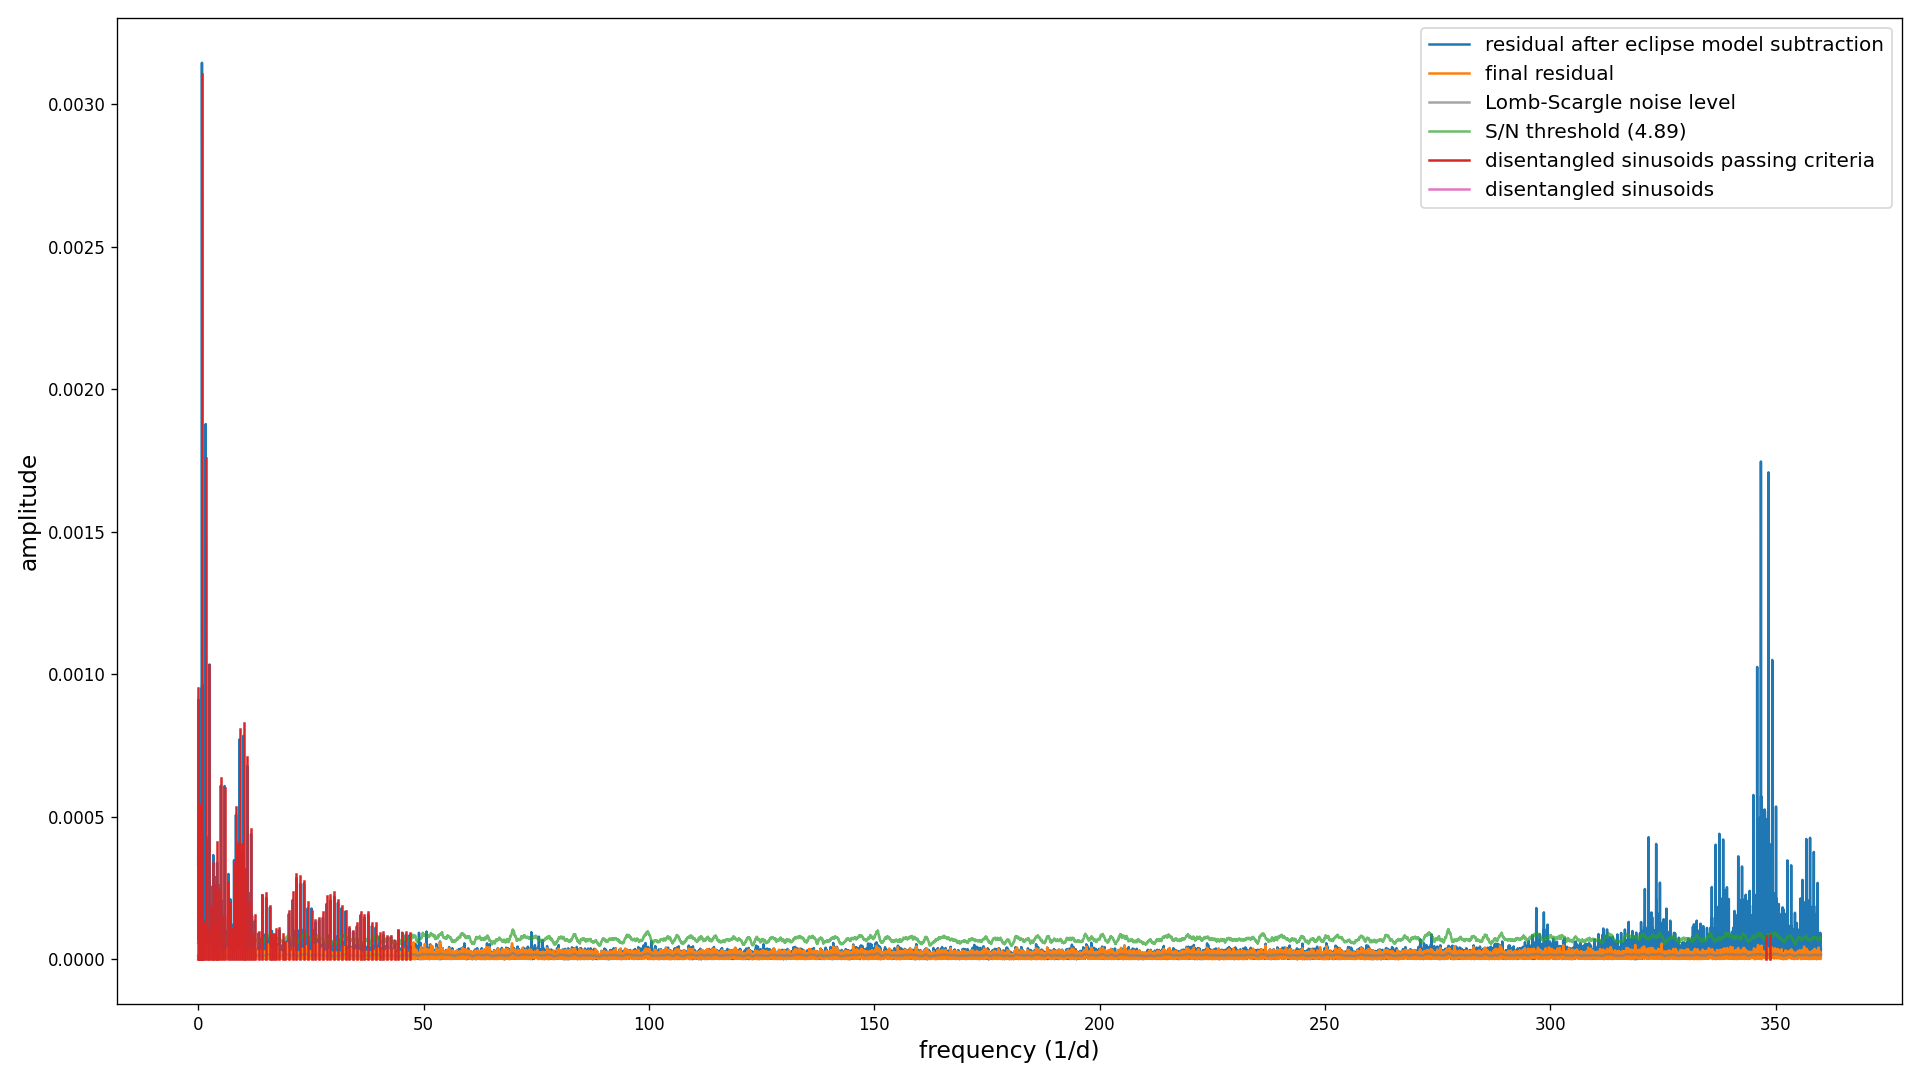 residual after eclipse model subtraction
final residual
Lomb-Scargle noise level
S/N threshold (4.89)
disentangled sinusoids passing criteria
disentangled sinusoids
0.0030
0.0025
0.0020
0.0015
0.0010
0.0005
0.0000
amplitude
0 50 100 150 200 250 300 350
frequency (1/d)